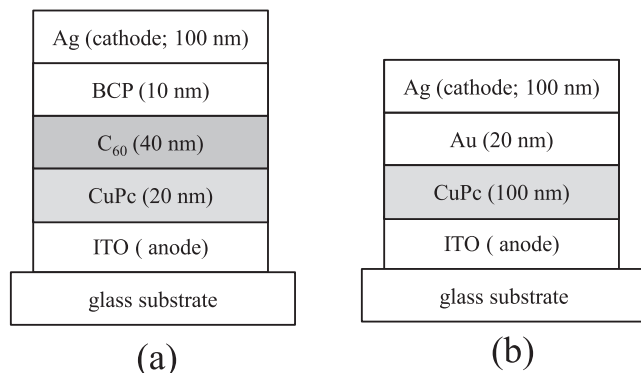 Ag (cathode; 100 nm)
BCP (10 nm)
C₆₀ (40 nm)
CuPc (20 nm)
ITO ( anode)
glass substrate
(a)
Ag (cathode; 100 nm)
Au (20 nm)
CuPc (100 nm)
ITO ( anode)
glass substrate
(b)